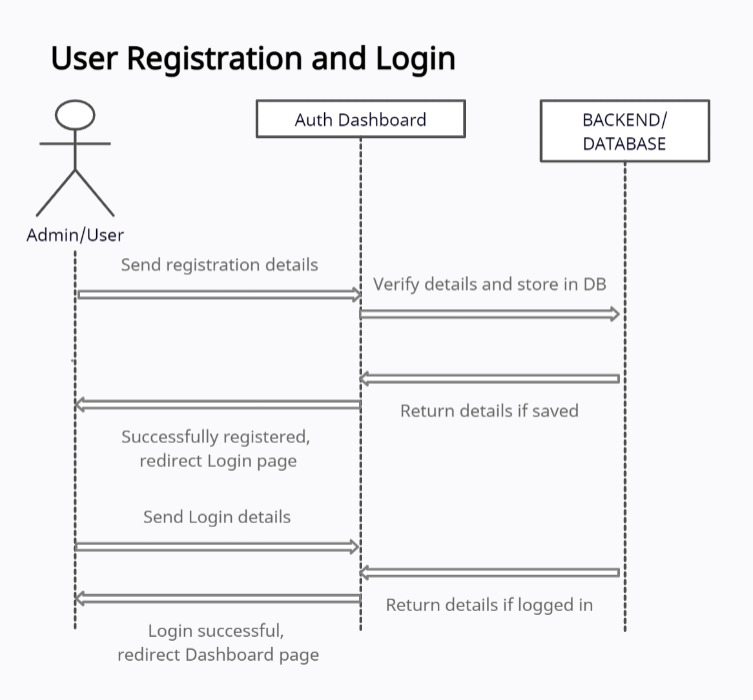 User Registration and Login
Auth Dashboard
BACKEND/
DATABASE
Admin/User
Send registration details
Verify details and store in DB
Return details if saved
Successfully registered,
redirect Login page
Send Login details
Return details if logged in
Login successful,
redirect Dashboard page